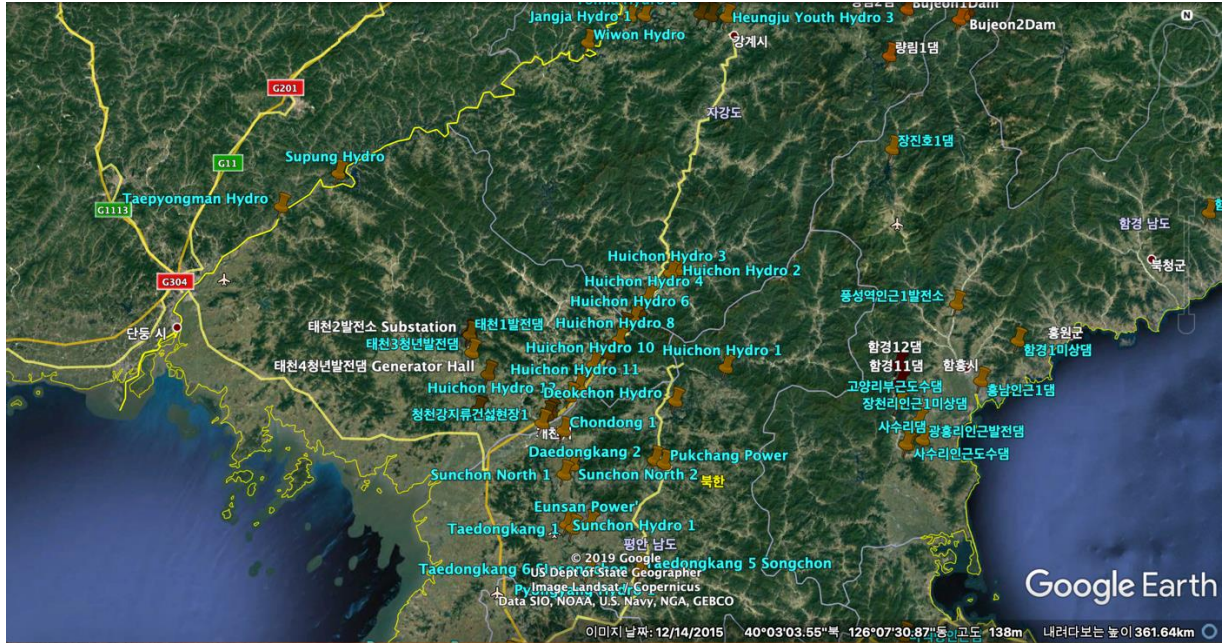 Jangja Hydro 1
Heungju Youth Hydro 3
Bujeon1Dam
Bujeon2Dam
Wiwon Hydro
강계시
량림1댐
G201
자강도
장진호1댐
G11
Supung Hydro
Taepyongman Hydro
G1113
함경 남도
북청군
Huichon Hydro 3
Huichon Hydro 2
Huichon Hydro 4
G304
Huichon Hydro 6
풍성역인근1발전소
단둥 시
태천2발전소 Substation
태천1발전댐
Huichon Hydro 8
홍원군
태천3청년발전댐
Huichon Hydro 10
Huichon Hydro 1
함경12댐
함경1미상댐
태천4청년발전댐 Generator Hall
Huichon Hydro 11
함경11댐
함흥시
Deokchon Hydro
고양리부근도수댐
흥남인근1댐
청천강지류건설현장1
장천리인근1미상댐
Chondong 1
사수리댐
광흥리인근발전댐
Daedongkang 2
Pukchang Power
사수리인근도수댐
Sunchon North 1
Sunchon North 2
북한
Eunsan Power'
Taedongkang 1
Sunchon Hydro 1
평안 남도
© 2019 Google
Taedongkang 5 Songchon
US Dept of State Geographer
Image Landsat / Copernicus
Data SIO, NOAA, U.S. Navy, NGA, GEBCO
Google Earth
이미지 날짜: 12/14/2015 40°03'03.55"북 126°07'30.87"동 고도 138m 내려다보는 높이 361.64km
N